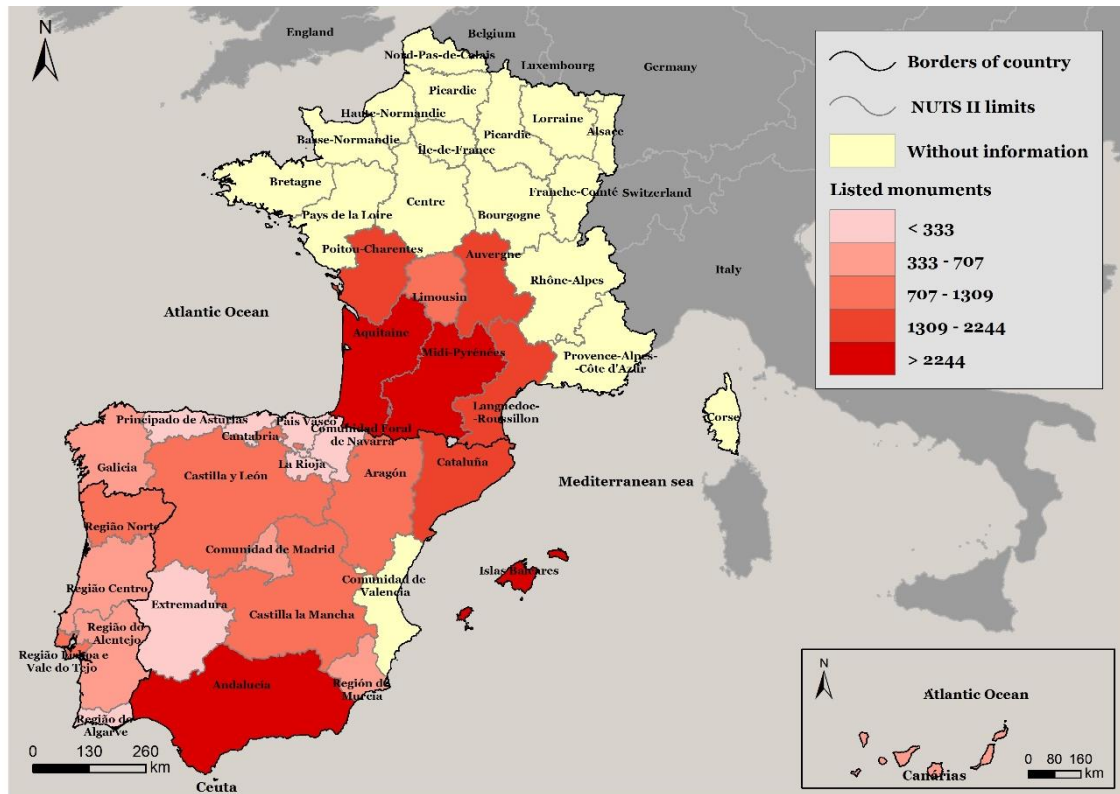 N
England
Belgium
Nord-Pas-de-Calais
Luxembourg
Germany
Picardie
Haute-Normandie
Lorraine
Picardie
Alsace
Basse-Normandie
Île-de-France
Bretagne
Franche-Comté
Switzerland
Centre
Pays de la Loire
Bourgogne
Poitou-Charentes
Auvergne
Italy
Rhône-Alpes
Limousin
Atlantic Ocean
Aquitaine
Midi-Pyrénées
Provence-Alpes-
-Côte d'Azur
Languedoc-
-Roussillon
Corse
Principado de Asturias
País Vasco
Comunidad Foral
de Navarra
Cantabria
La Rioja
Galicia
Castilla y León
Aragón
Cataluña
Mediterranean sea
Região Norte
Comunidad de Madrid
Islas Baleares
Comunidad de
Valencia
Região Centro
Extremadura
Castilla la Mancha
Região do
Alentejo
Região Lisboa e
Vale do Tejo
Andalucía
Región de
Murcia
Região do
Algarve
0 130 260
km
Ceuta
Borders of country
NUTS II limits
Without information
Listed monuments
< 333
333 - 707
707 - 1309
1309 - 2244
> 2244
N
Atlantic Ocean
Canárias
0 80 160
km